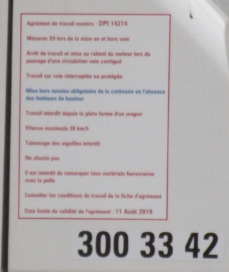 Agrément de travail numéro : DPI 14214
Mesures S9 lors de la mise en et hors voie
Arrêt de travail et mise au ralenti du moteur lors du
passage d'une circulation voie contiguë
Travail sur voie interceptée ou protégée
Mise hors tension obligatoire de la caténaire en l'absence
des limiteurs de hauteur
Travail interdit depuis la plate forme d'un wagon
Vitesse maximale 30 km/h
Talonnage des aiguilles interdit
Ne shunte pas
Il est interdit de remorquer tous matériels ferroviaires
avec la pelle
Consulter les conditions de travail de la fiche d'agrément
Date limite de validité de l'agrément : 11 Août 2019
300 33 42